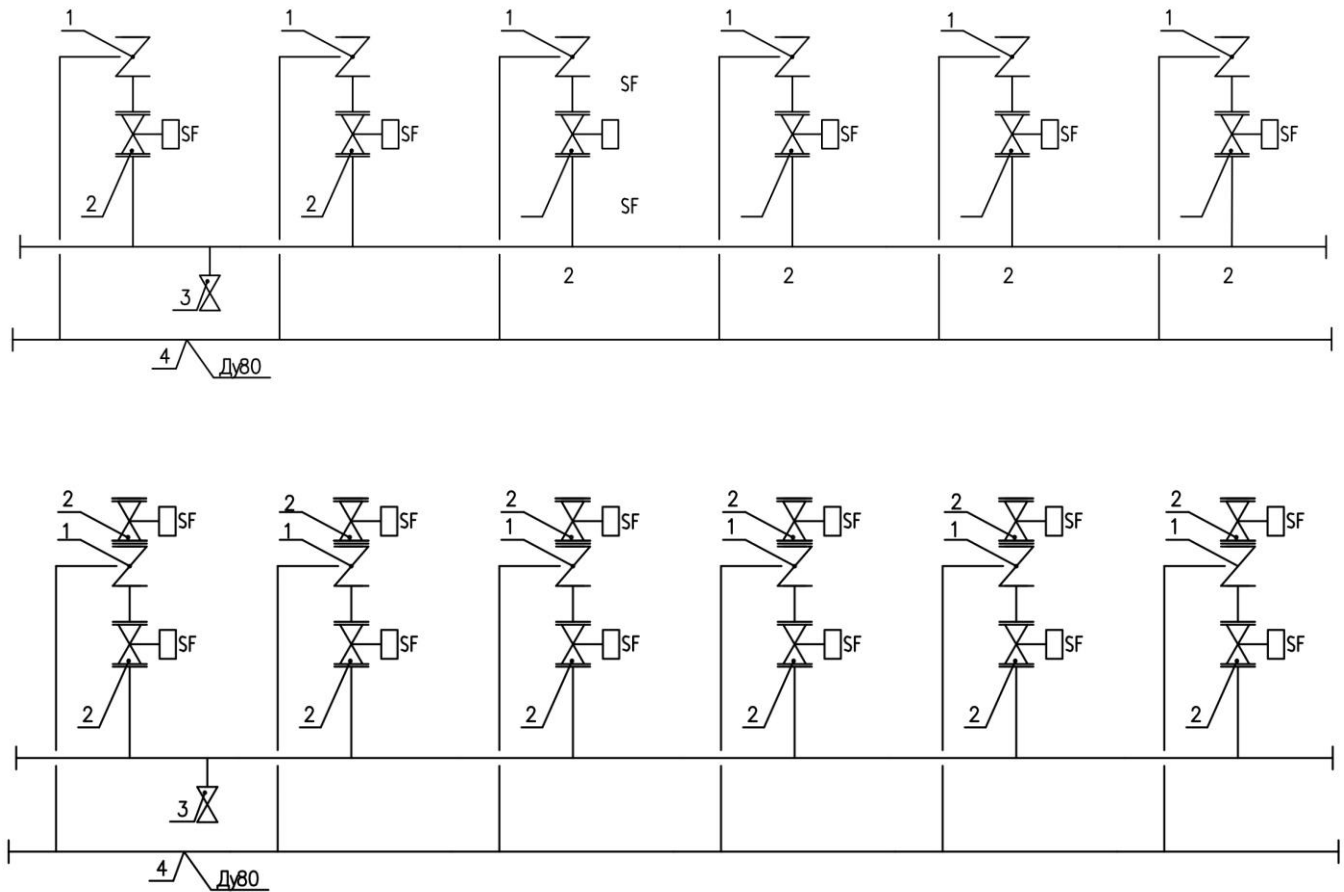 1 1 1 1 1 1
SF
SF SF SF SF SF
2 2 SF
2 2 2 2
3
4 Ду80
2 2 2 2 2 2
SF SF SF SF SF SF
1 1 1 1 1 1
SF SF SF SF SF SF
2 2 2 2 2 2
3
4 Ду80